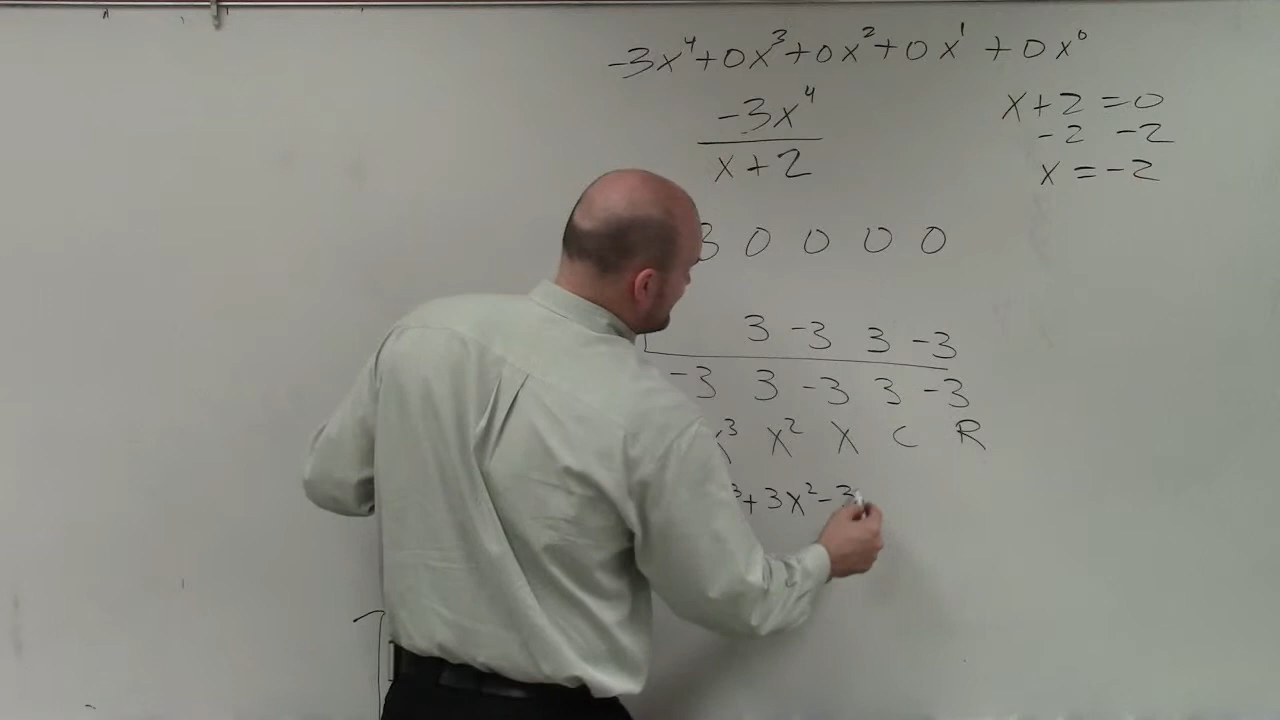 -3x⁴+0x³+0x²+0x¹+0x⁰
-3x⁴
x+2
x+2=0
-2 -2
x=-2
3 0 0 0 0
3 -3 3 -3
-3 3 -3 3 -3
x³ x² x C R
³+3x²-3